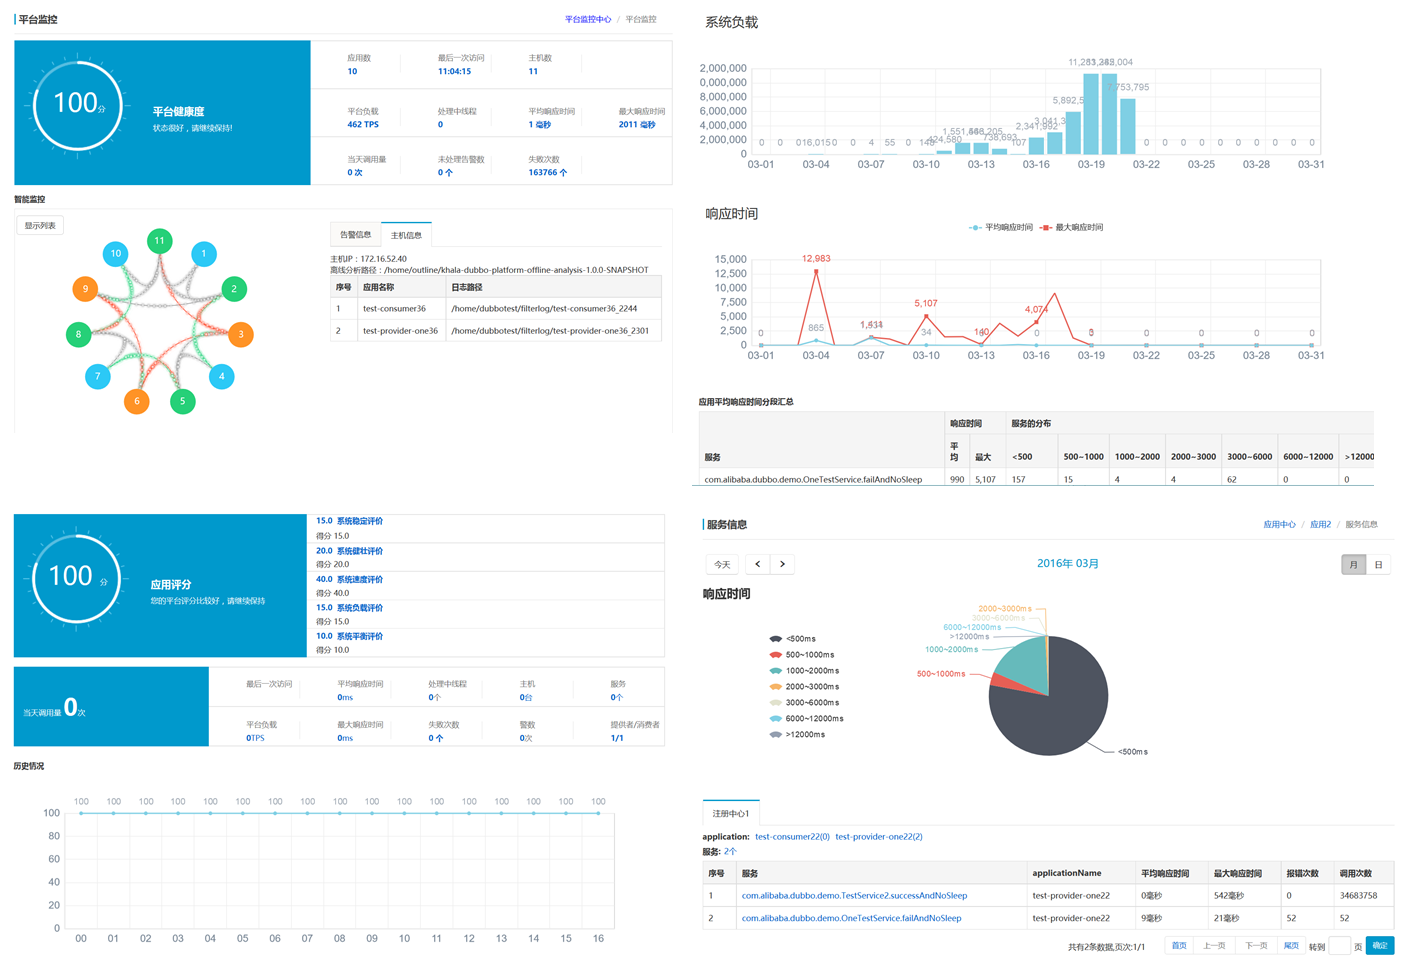 平台监控
平台监控中心 / 平台监控
100分
平台健康度
状态很好，请继续保持!
应用数
10
最后一次访问
11:04:15
主机数
11
平台负载
462 TPS
处理中线程
0
平均响应时间
1 毫秒
最大响应时间
2011 毫秒
当天调用量
0 次
未处理告警数
0 个
失败次数
163766 个
智能监控
显示列表
11
10
1
9
2
8
3
7
4
6
5
告警信息
主机信息
主机IP：172.16.52.40
离线分析路径：/home/outline/khala-dubbo-platform-offline-analysis-1.0.0-SNAPSHOT
序号 应用名称 日志路径
1 test-consumer36 /home/dubbotest/filterlog/test-consumer36_2244
2 test-provider-one36 /home/dubbotest/filterlog/test-provider-one36_2301
系统负载
2,000,000
0,000,000
8,000,000
6,000,000
4,000,000
2,000,000
0
0 0 016,0150 0 4 55 0
7,753,795
0 0 0 0 0 0 0 0 0 0
03-01 03-04 03-07 03-10 03-13 03-16 03-19 03-22 03-25 03-28 03-31
响应时间
平均响应时间 最大响应时间
15,000
12,500
10,000
7,500
5,000
2,500
0
12,983
5,107
4,074
140
0 865 34 0 0 0 0 0
03-01 03-04 03-07 03-10 03-13 03-16 03-19 03-22 03-25 03-28 03-31
应用平均响应时间分段汇总
响应时间 服务的分布
服务 平均 最大 <500 500~1000 1000~2000 2000~3000 3000~6000 6000~12000 >12000
com.alibaba.dubbo.demo.OneTestService.failAndNoSleep 990 5,107 157 15 4 4 62 0 0
100 分
应用评分
您的平台评分比较好，请继续保持
15.0 系统稳定评价
得分 15.0
20.0 系统健壮评价
得分 20.0
40.0 系统速度评价
得分 40.0
15.0 系统负载评价
得分 15.0
10.0 系统平衡评价
得分 10.0
当天调用量 0次
最后一次访问
平均响应时间
0ms
处理中线程
0个
主机
0台
服务
0个
平台负载
0TPS
最大响应时间
0ms
失败次数
0 个
警数
0次
提供者/消费者
1/1
历史情况
100 100 100 100 100 100 100 100 100 100 100 100 100 100 100 100 100
100
80
60
40
20
0
00 01 02 03 04 05 06 07 08 09 10 11 12 13 14 15 16
服务信息
应用中心 / 应用2 / 服务信息
今天 < >
2016年 03月
月 日
响应时间
<500ms
500~1000ms
1000~2000ms
2000~3000ms
3000~6000ms
6000~12000ms
>12000ms
2000~3000ms
3000~6000ms
6000~12000ms
>12000ms
1000~2000ms
500~1000ms
<500ms
注册中心1
application: test-consumer22(0) test-provider-one22(2)
服务: 2个
序号 服务 applicationName 平均响应时间 最大响应时间 报错次数 调用次数
1 com.alibaba.dubbo.demo.TestService2.successAndNoSleep test-provider-one22 0毫秒 542毫秒 0 34683758
2 com.alibaba.dubbo.demo.OneTestService.failAndNoSleep test-provider-one22 9毫秒 21毫秒 52 52
共有2条数据,页次:1/1 首页 上一页 下一页 尾页 转到 页 确定